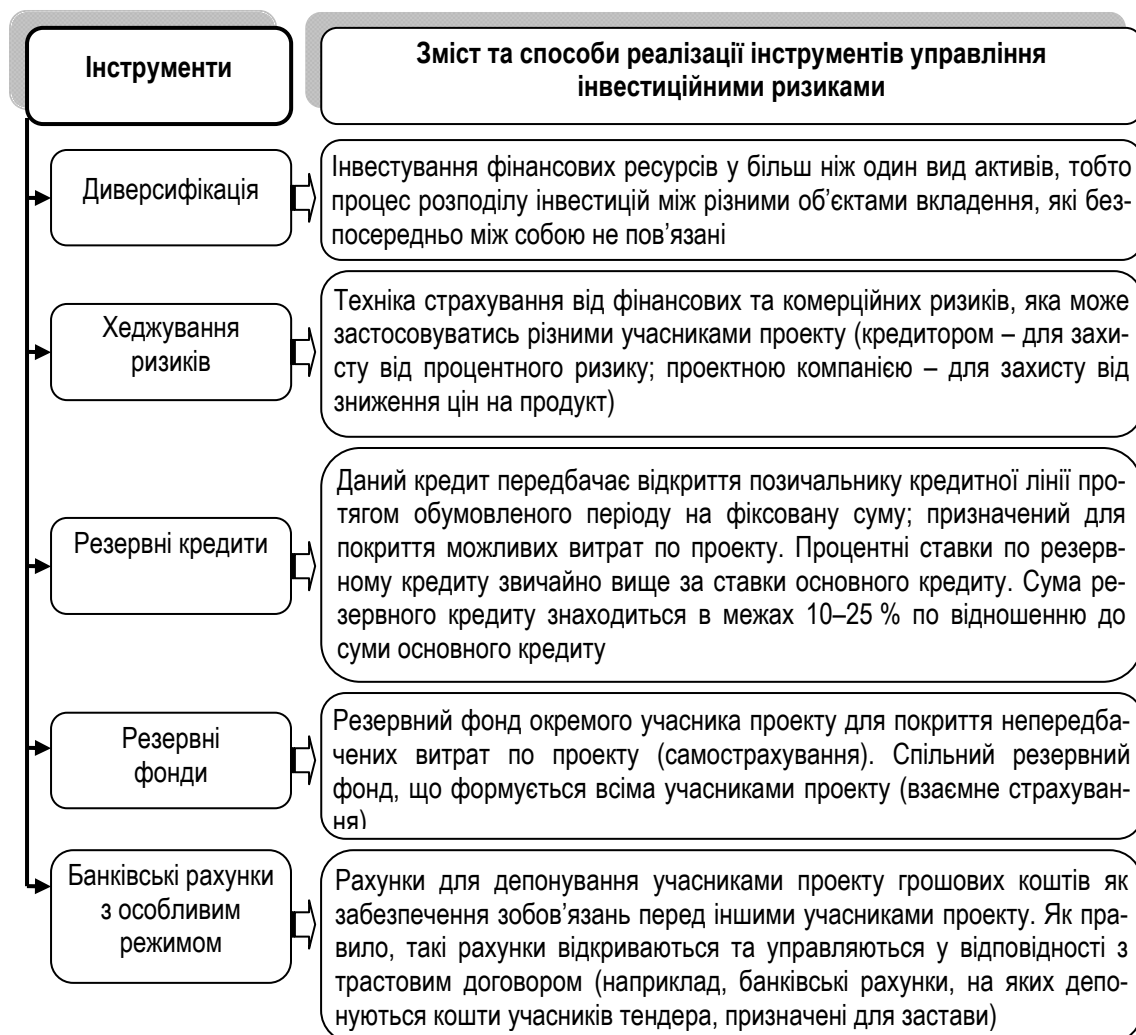 Інструменти
Зміст та способи реалізації інструментів управління
інвестиційними ризиками
Диверсифікація
Інвестування фінансових ресурсів у більш ніж один вид активів, тобто
процес розподілу інвестицій між різними об’єктами вкладення, які без-
посередньо між собою не пов’язані
Хеджування
ризиків
Техніка страхування від фінансових та комерційних ризиків, яка може
застосовуватись різними учасниками проекту (кредитором – для захи-
сту від процентного ризику; проектною компанією – для захисту від
зниження цін на продукт)
Резервні кредити
Даний кредит передбачає відкриття позичальнику кредитної лінії про-
тягом обумовленого періоду на фіксовану суму; призначений для
покриття можливих витрат по проекту. Процентні ставки по резерв-
ному кредиту звичайно вище за ставки основного кредиту. Сума ре-
зервного кредиту знаходиться в межах 10–25 % по відношенню до
суми основного кредиту
Резервні
фонди
Резервний фонд окремого учасника проекту для покриття непередба-
чених витрат по проекту (самострахування). Спільний резервний
фонд, що формується всіма учасниками проекту (взаємне страхуван-
ня)
Банківські рахунки
з особливим
режимом
Рахунки для депонування учасниками проекту грошових коштів як
забезпечення зобов’язань перед іншими учасниками проекту. Як пра-
вило, такі рахунки відкриваються та управляються у відповідності з
трастовим договором (наприклад, банківські рахунки, на яких депо-
нуються кошти учасників тендера, призначені для застави)